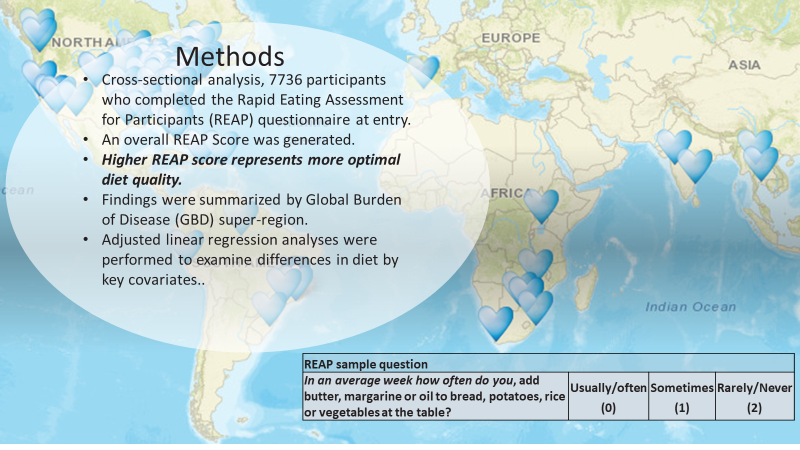 NORTH A
EUROPE
ASIA
Methods
• Cross-sectional analysis, 7736 participants
who completed the Rapid Eating Assessment
for Participants (REAP) questionnaire at entry.
• An overall REAP Score was generated.
• Higher REAP score represents more optimal
diet quality.
• Findings were summarized by Global Burden
of Disease (GBD) super-region.
• Adjusted linear regression analyses were
performed to examine differences in diet by
key covariates..
ean
AFRICA
Indian Ocean
REAP sample question
In an average week how often do you, add
butter, margarine or oil to bread, potatoes, rice
or vegetables at the table?
Usually/often Sometimes Rarely/Never
(0) (1) (2)